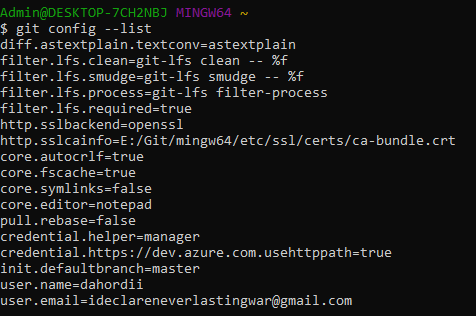 Admin@DESKTOP-7CH2NBJ MINGW64 ~
$ git config --list
diff.astextplain.textconv=astextplain
filter.lfs.clean=git-lfs clean -- %f
filter.lfs.smudge=git-lfs smudge -- %f
filter.lfs.process=git-lfs filter-process
filter.lfs.required=true
http.sslbackend=openssl
http.sslcainfo=E:/Git/mingw64/etc/ssl/certs/ca-bundle.crt
core.autocrlf=true
core.fscache=true
core.symlinks=false
core.editor=notepad
pull.rebase=false
credential.helper=manager
credential.https://dev.azure.com.usehttppath=true
init.defaultbranch=master
user.name=dahordii
user.email=ideclareneverlastingwar@gmail.com